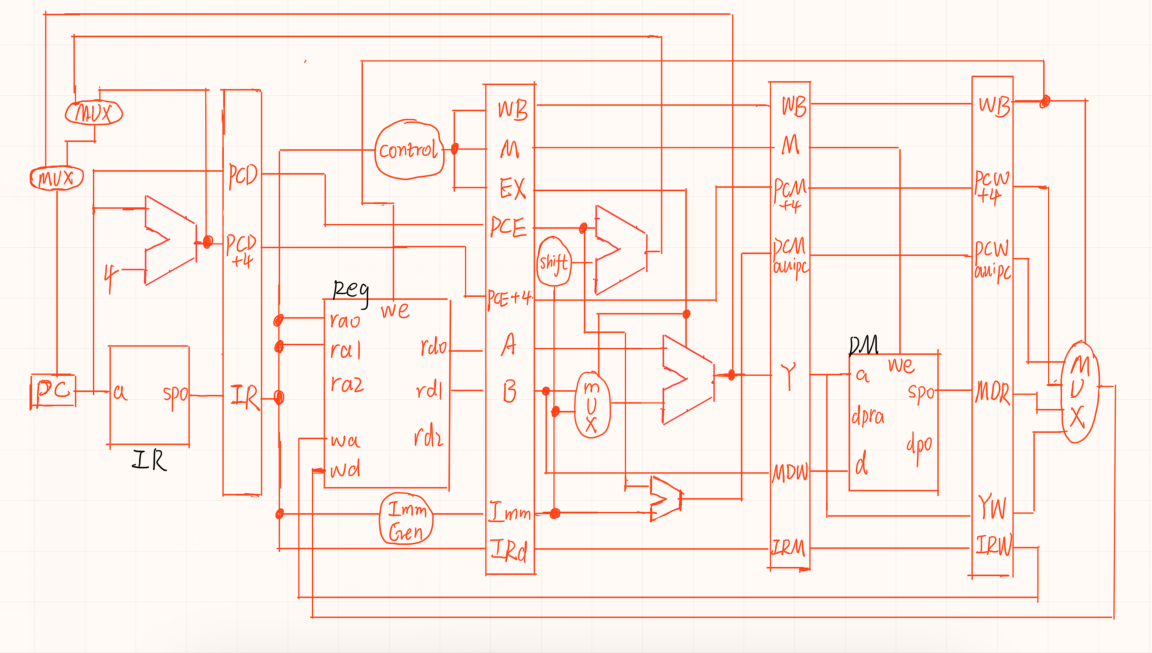 MUX
MUX
4
PC
a
spo
IR
PCD
PCD
+4
IR
control
Reg
we
ra0
ra1
ra2
rd0
rd1
rd2
wa
wd
Imm
Gen
WB
M
EX
PCE
PCE+4
A
B
Imm
IRd
shift
MUX
WB
M
PCM
+4
PCM
auipc
Y
MDW
IRM
DM
we
a
spo
dpra
dpo
d
WB
PCW
+4
PCW
auipc
MDR
YW
IRW
MUX